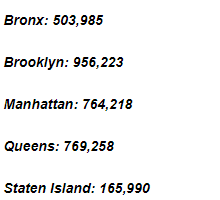 Bronx: 503,985
Brooklyn: 956,223
Manhattan: 764,218
Queens: 769,258
Staten Island: 165,990